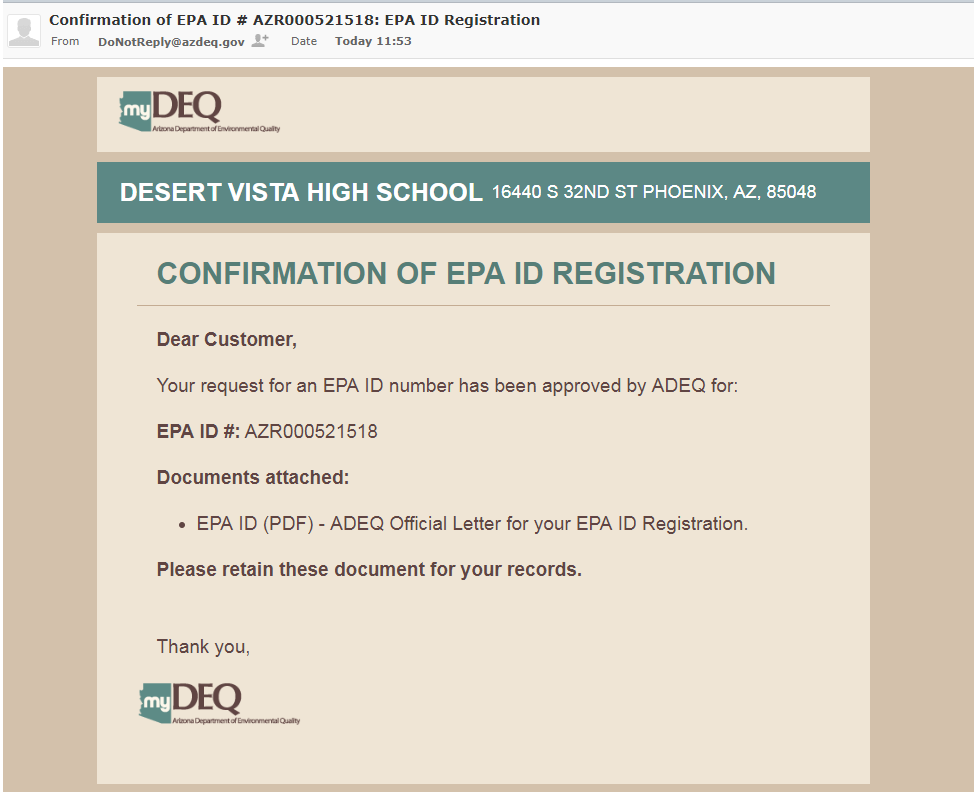 Confirmation of EPA ID # AZR000521518: EPA ID Registration
From DoNotReply@azdeq.gov Date Today 11:53
myDEQ
Arizona Department of Environmental Quality
DESERT VISTA HIGH SCHOOL 16440 S 32ND ST PHOENIX, AZ, 85048
CONFIRMATION OF EPA ID REGISTRATION
Dear Customer,
Your request for an EPA ID number has been approved by ADEQ for:
EPA ID #: AZR000521518
Documents attached:
• EPA ID (PDF) - ADEQ Official Letter for your EPA ID Registration.
Please retain these document for your records.
Thank you,
myDEQ
Arizona Department of Environmental Quality